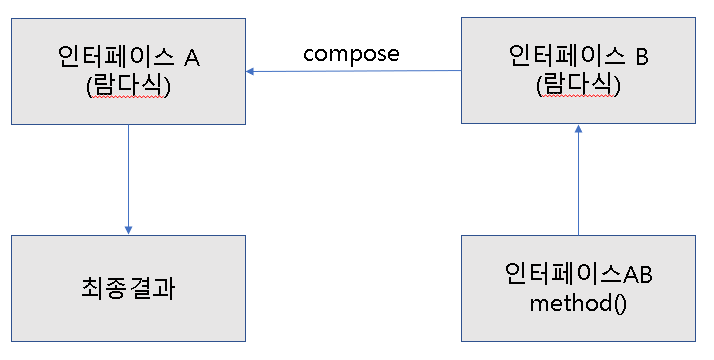 인터페이스 A
(람다식)
compose
인터페이스 B
(람다식)
최종결과
인터페이스AB
method()